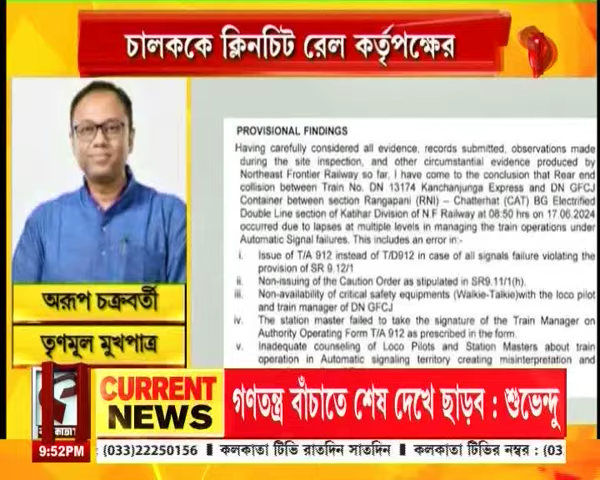 চালককে ক্লিনচিট রেল কর্তৃপক্ষের
PROVISIONAL FINDINGS
Having carefully considered all evidence, records submitted, observations made
during the site inspection, and other circumstantial evidence produced by
Northeast Frontier Railway so far, I have come to the conclusion that Rear end
collision between Train No. DN 13174 Kanchanjunga Express and DN GFCJ
Container between section Rangapani (RNI) – Chatterhat (CAT) BG Electrified
Double Line section of Katihar Division of N.F Railway at 08:50 hrs on 17.06.2024
occurred due to lapses at multiple levels in managing the train operations under
Automatic Signal failures. This includes an error in:-
i. Issue of T/A 912 instead of T/D912 in case of all signals failure violating the
provision of SR 9.12/1
ii. Non-issuing of the Caution Order as stipulated in SR9.11/1(h).
iii. Non-availability of critical safety equipments (Walkie-Talkie)with the loco pilot
and train manager of DN GFCJ
iv. The station master failed to take the signature of the Train Manager on
Authority Operating Form T/A 912 as prescribed in the form.
v. Inadequate counseling of Loco Pilots and Station Masters about train
operation in Automatic signaling territory creating misinterpretation and
অরূপ চক্রবর্তী
তৃণমূল মুখপাত্র
CURRENT
NEWS
গণতন্ত্র বাঁচাতে শেষ দেখে ছাড়ব : শুভেন্দু
9:52PM
: (033)22250156 কলকাতা টিভি রাতদিন সাতদিন কলকাতা টিভির নম্বর : (03